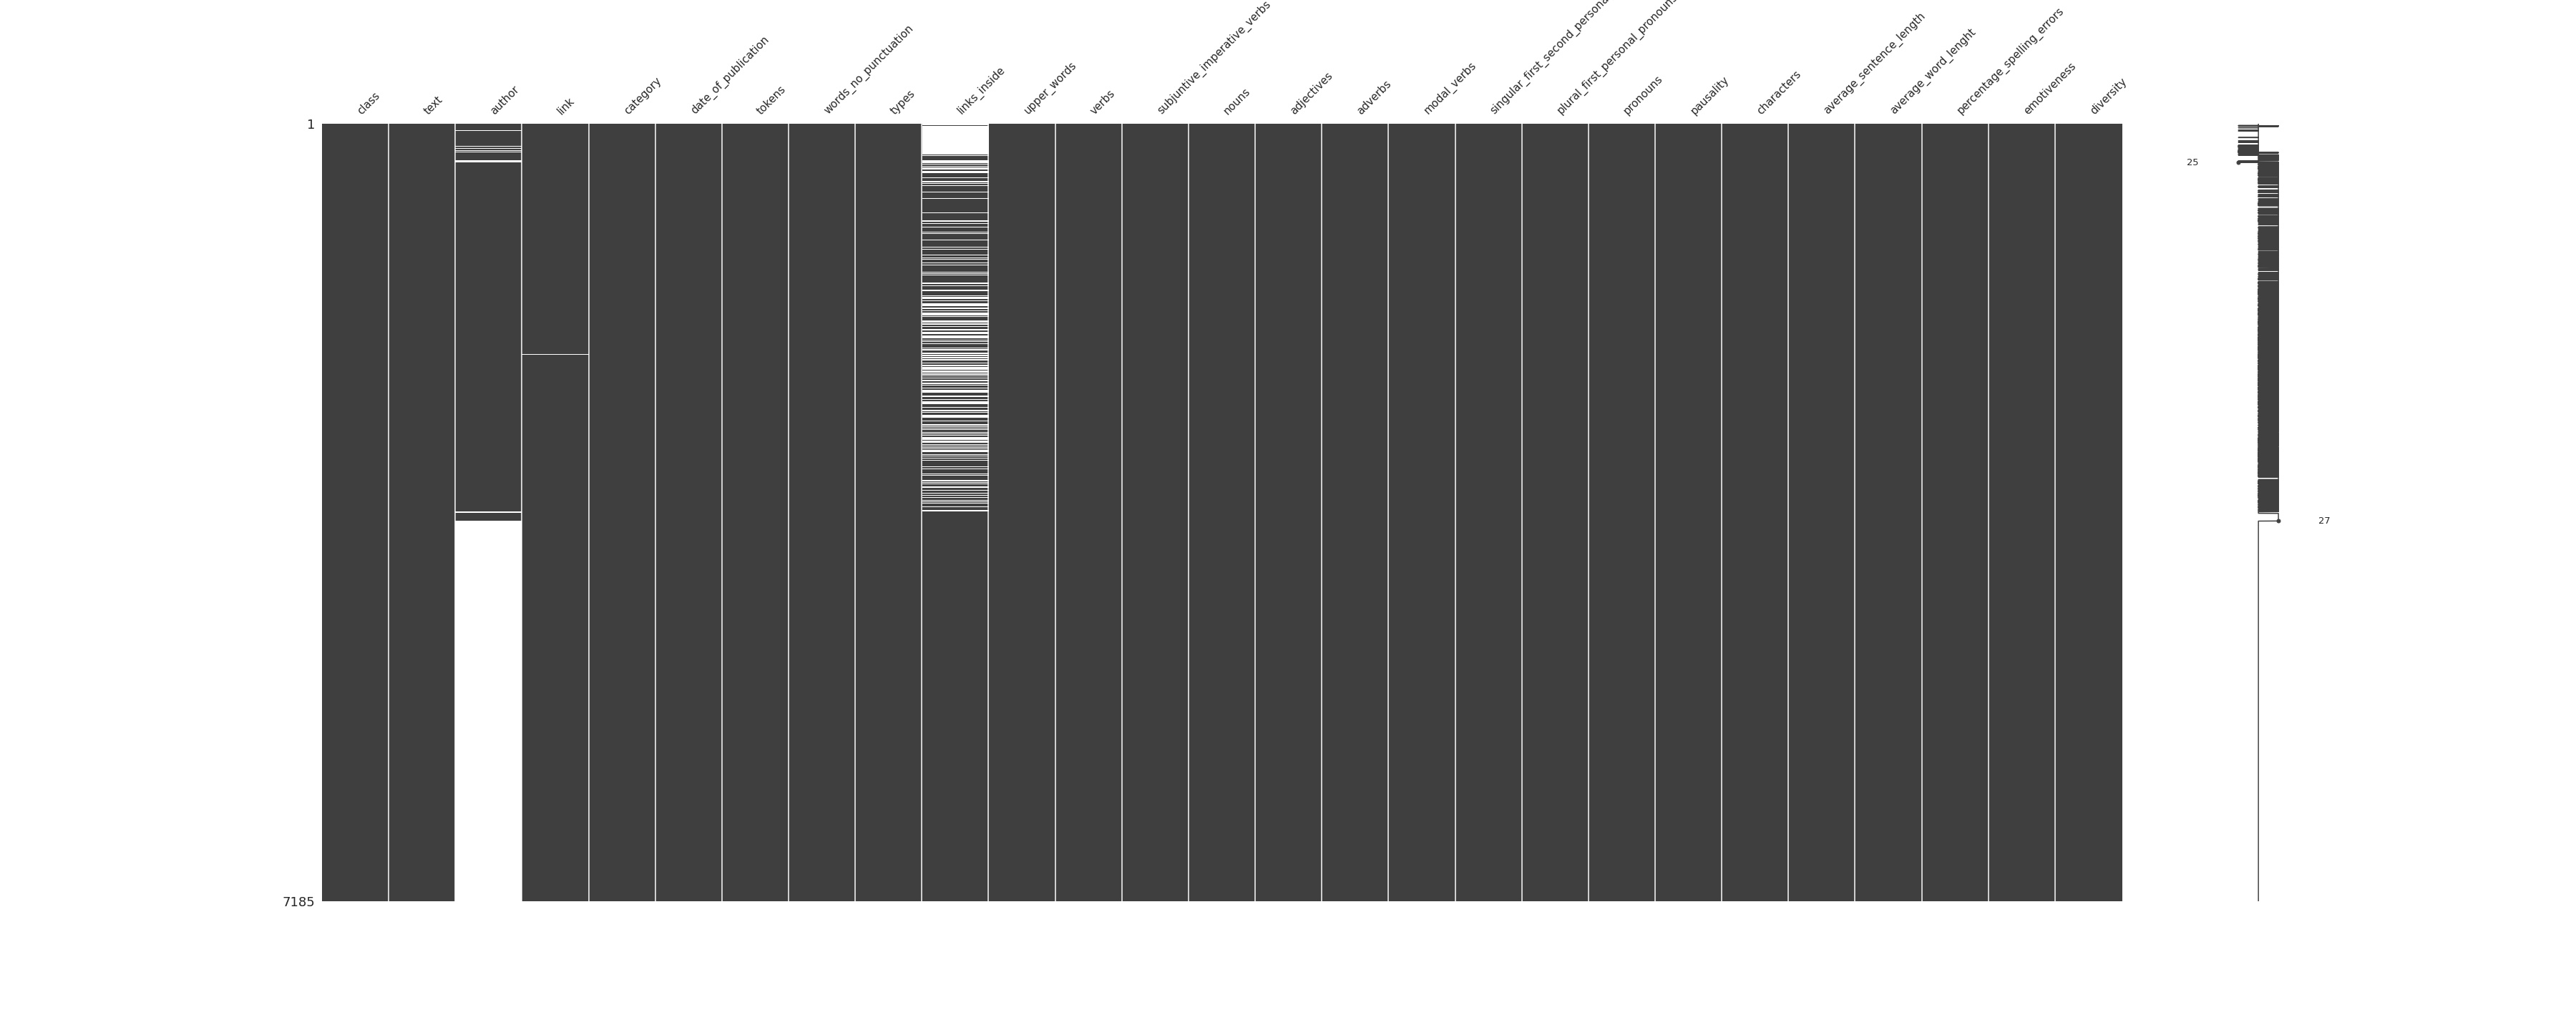 class
text
author
link
category
date_of_publication
tokens
words_no_punctuation
types
links_inside
upper_words
verbs
subjuntive_imperative_verbs
nouns
adjectives
adverbs
modal_verbs
singular_first_second_persona
plural_first_personal_pronouns
pronouns
pausality
characters
average_sentence_length
average_word_lenght
percentage_spelling_errors
emotiveness
diversity
1
25
27
7185